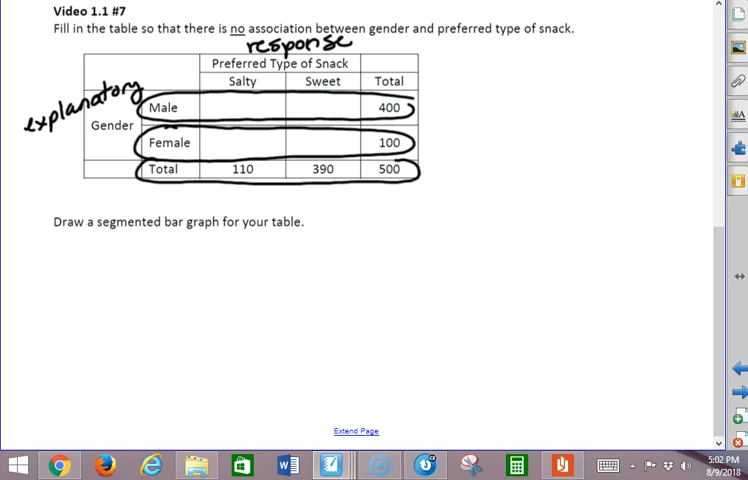 Video 1.1 #7
Fill in the table so that there is no association between gender and preferred type of snack.
response
Preferred Type of Snack
Salty Sweet Total
explanatory
Male 400
Gender
Female 100
Total 110 390 500
Draw a segmented bar graph for your table.
Extend Page
5:02 PM
8/9/2018